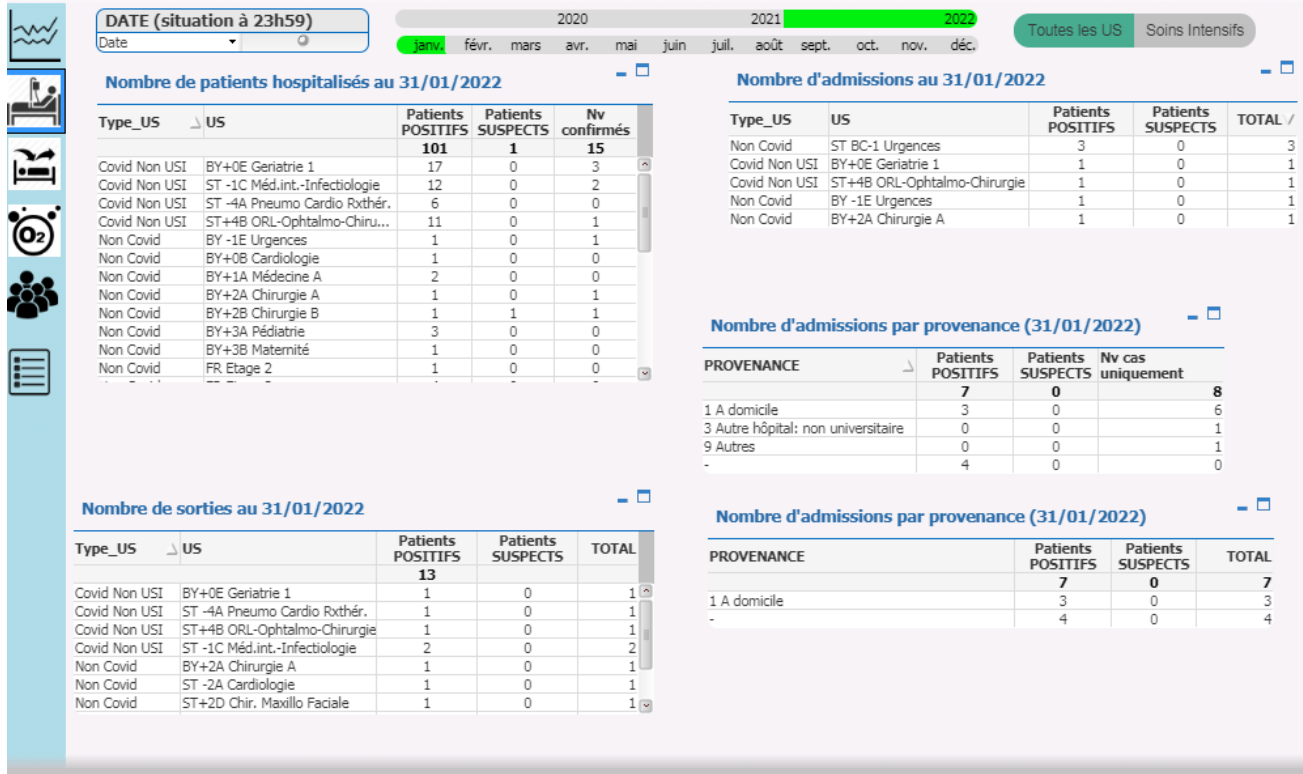 DATE (situation à 23h59)
Date
2020 2021 2022
janv. févr. mars avr. mai juin juil. août sept. oct. nov. déc.
Toutes les US Soins Intensifs
O2
Nombre de patients hospitalisés au 31/01/2022
Type_US US Patients POSITIFS Patients SUSPECTS Nv confirmés
101 1 15
Covid Non USI BY+0E Geriatrie 1 17 0 3
Covid Non USI ST -1C Méd.int.-Infectiologie 12 0 2
Covid Non USI ST -4A Pneumo Cardio Rxthér. 6 0 0
Covid Non USI ST+4B ORL-Ophtalmo-Chiru... 11 0 1
Non Covid BY -1E Urgences 1 0 1
Non Covid BY+0B Cardiologie 1 0 0
Non Covid BY+1A Médecine A 2 0 0
Non Covid BY+2A Chirurgie A 1 0 1
Non Covid BY+2B Chirurgie B 1 1 1
Non Covid BY+3A Pédiatrie 3 0 0
Non Covid BY+3B Maternité 1 0 0
Non Covid FR Etage 2 1 0 0
Nombre d'admissions au 31/01/2022
Type_US US Patients POSITIFS Patients SUSPECTS TOTAL
Non Covid ST BC-1 Urgences 3 0 3
Covid Non USI BY+0E Geriatrie 1 1 0 1
Covid Non USI ST+4B ORL-Ophtalmo-Chirurgie 1 0 1
Non Covid BY -1E Urgences 1 0 1
Non Covid BY+2A Chirurgie A 1 0 1
Nombre d'admissions par provenance (31/01/2022)
PROVENANCE Patients POSITIFS Patients SUSPECTS Nv cas uniquement
7 0 8
1 A domicile 3 0 6
3 Autre hôpital: non universitaire 0 0 1
9 Autres 0 0 1
- 4 0 0
Nombre de sorties au 31/01/2022
Type_US US Patients POSITIFS Patients SUSPECTS TOTAL
13
Covid Non USI BY+0E Geriatrie 1 1 0 1
Covid Non USI ST -4A Pneumo Cardio Rxthér. 1 0 1
Covid Non USI ST+4B ORL-Ophtalmo-Chirurgie 1 0 1
Covid Non USI ST -1C Méd.int.-Infectiologie 2 0 2
Non Covid BY+2A Chirurgie A 1 0 1
Non Covid ST -2A Cardiologie 1 0 1
Non Covid ST+2D Chir. Maxillo Faciale 1 0 1
Nombre d'admissions par provenance (31/01/2022)
PROVENANCE Patients POSITIFS Patients SUSPECTS TOTAL
7 0 7
1 A domicile 3 0 3
- 4 0 4